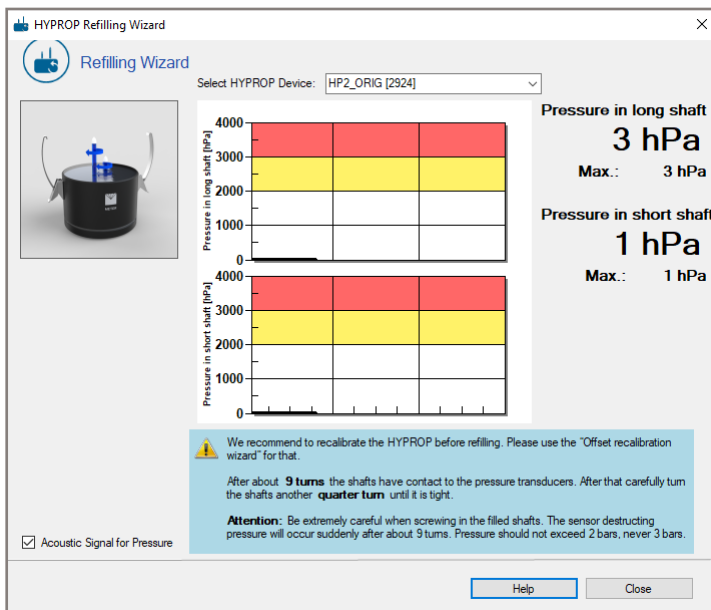 HYPROP Refilling Wizard
Refilling Wizard
Select HYPROP Device: HP2_ORIG [2924]
Pressure in long shaft [hPa]
4000
3000
2000
1000
0
Pressure in short shaft [hPa]
4000
3000
2000
1000
0
Pressure in long shaft
3 hPa
Max.: 3 hPa
Pressure in short shaft
1 hPa
Max.: 1 hPa
We recommend to recalibrate the HYPROP before refilling. Please use the "Offset recalibration
wizard" for that.
After about 9 turns the shafts have contact to the pressure transducers. After that carefully turn
the shafts another quarter turn until it is tight.
Attention: Be extremely careful when screwing in the filled shafts. The sensor destructing
pressure will occur suddenly after about 9 turns. Pressure should not exceed 2 bars, never 3 bars.
Acoustic Signal for Pressure
Help
Close